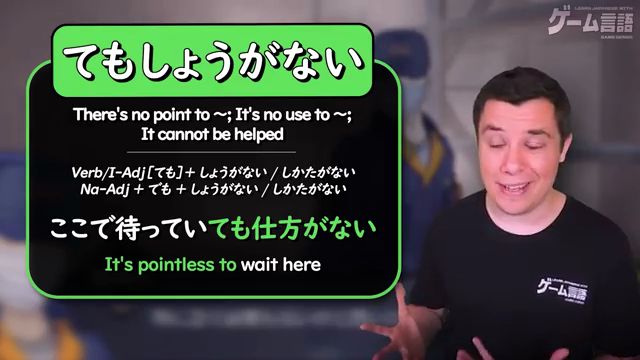 てもしょうがない
There's no point to ～; It's no use to ～;
It cannot be helped
Verb/I-Adj[ても] + しょうがない / しかたがない
Na-Adj + でも + しょうがない / しかたがない
ここで待っていても仕方がない
It's pointless to wait here
LEARN JAPANESE WITH
ゲーム言語
GAME GENGO
ゲーム言語